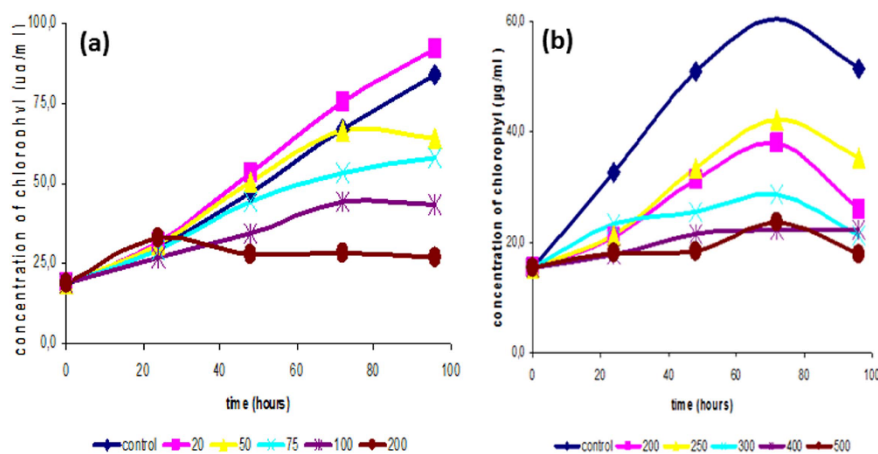 (a)
concentration of chlorophyl (µg/ml)
100,0
75,0
50,0
25,0
0,0
0 20 40 60 80 100
time (hours)
control 20 50 75 100 200
(b)
concentration of chlorophyl (µg/ml)
60,0
40,0
20,0
0,0
0 20 40 60 80 100
time (hours)
control 200 250 300 400 500